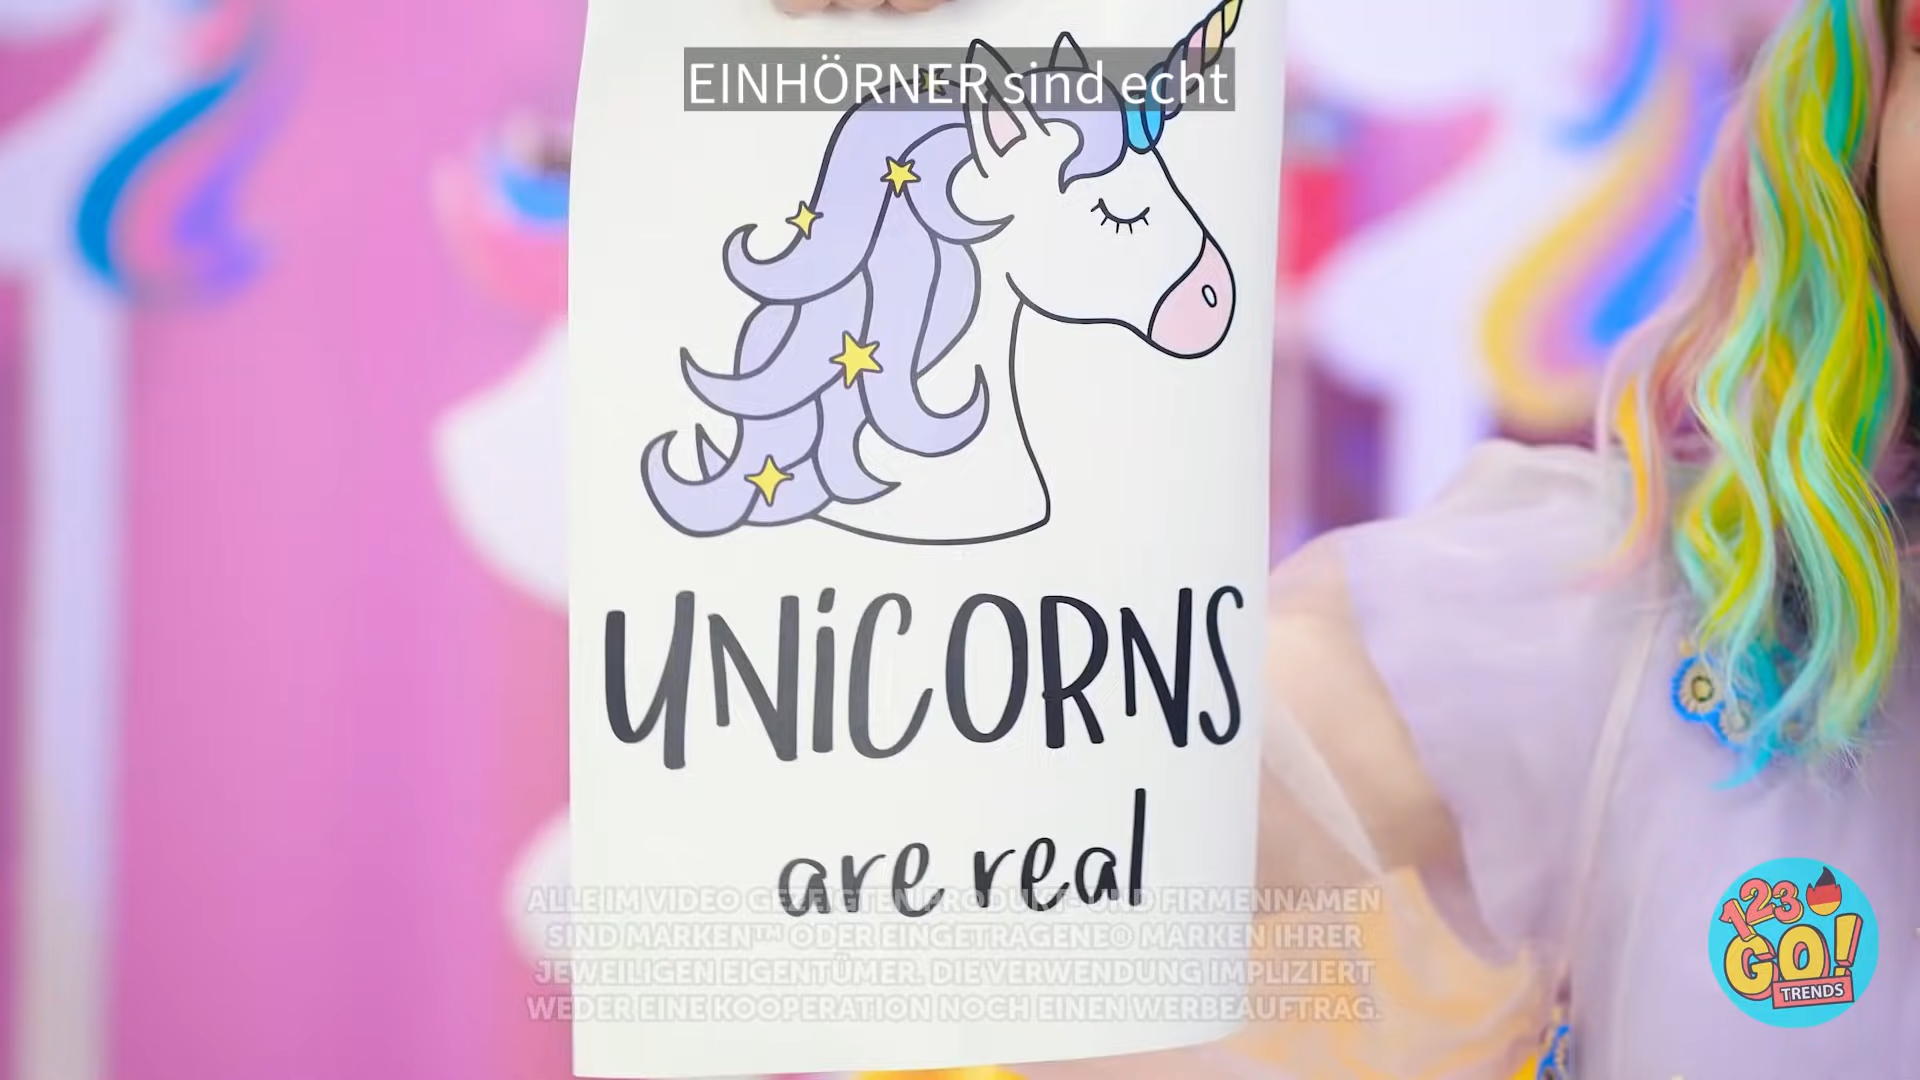 EINHÖRNER sind echt
UNiCORNS
are real
ALLE IM VIDEO GEZEIGTEN PRODUKT- UND FIRMENNAMEN
SIND MARKEN™ ODER EINGETRAGENE® MARKEN IHRER
JEWEILIGEN EIGENTÜMER. DIE VERWENDUNG IMPLIZIERT
WEDER EINE KOOPERATION NOCH EINEN WERBEAUFTRAG.
123
GO!
TRENDS